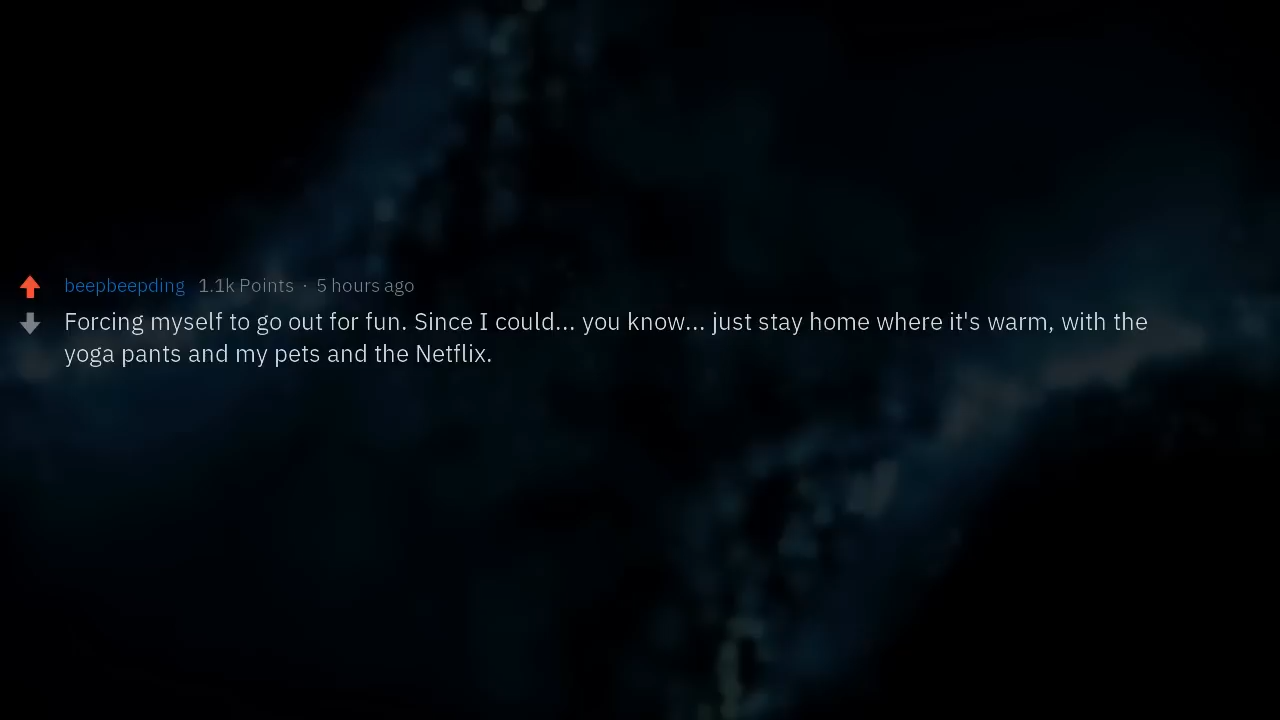 beepbeepding 1.1k Points · 5 hours ago
Forcing myself to go out for fun. Since I could... you know... just stay home where it's warm, with the
yoga pants and my pets and the Netflix.